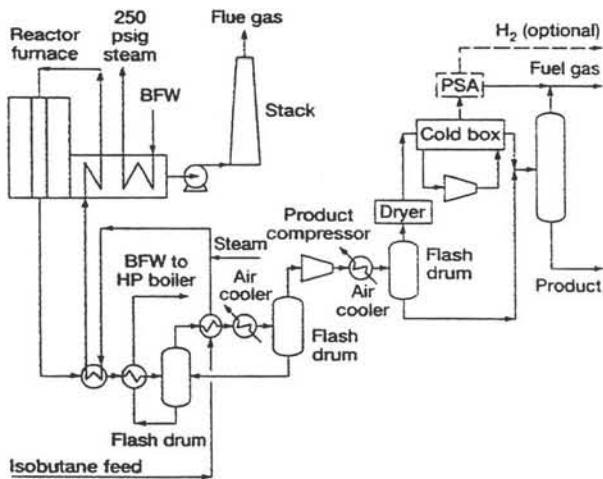 250
psig
steam
Reactor
furnace
Flue gas
BFW
Stack
H₂ (optional)
Fuel gas
PSA
Cold box
Dryer
Product
compressor
Flash
drum
Air
cooler
Product
Steam
BFW to
HP boiler
Air
cooler
Flash
drum
Flash drum
Isobutane feed